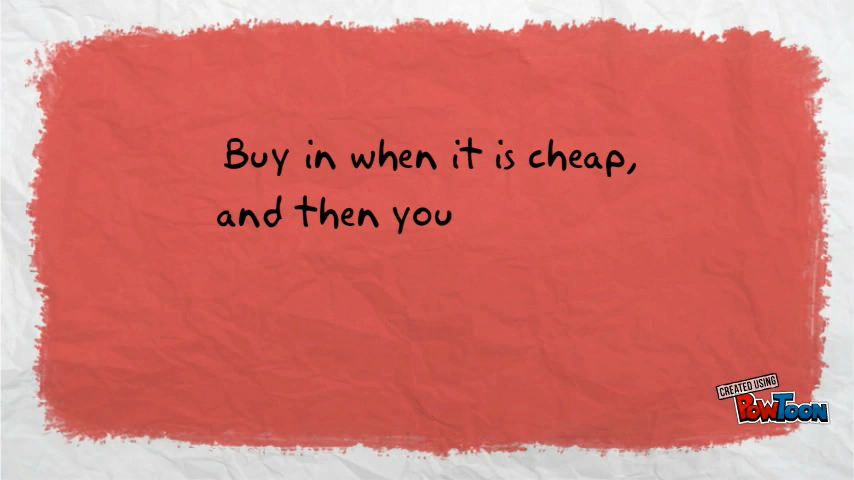 Buy in when it is cheap,
and then you
CREATED USING
POWTOON